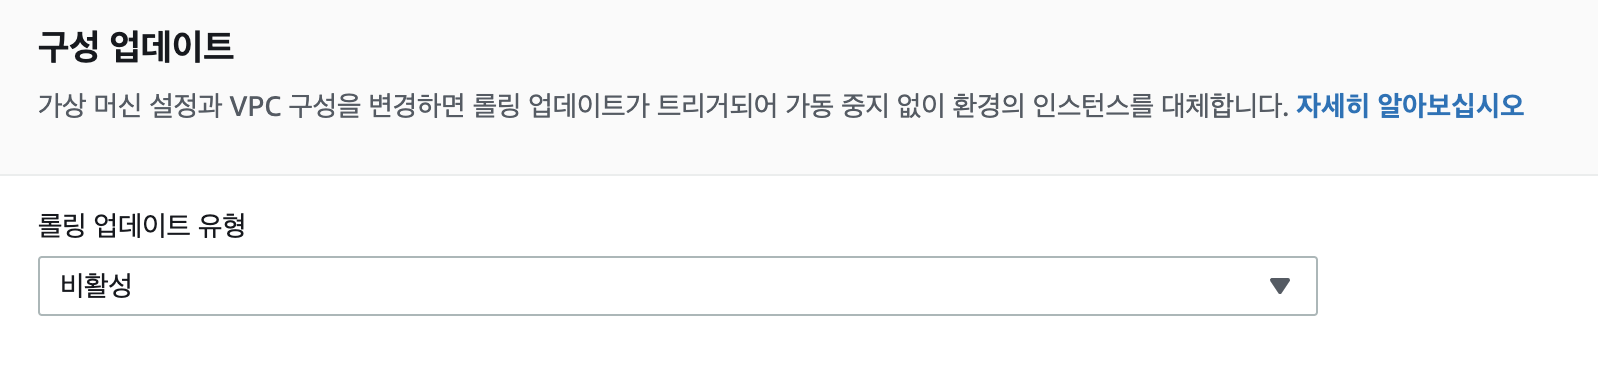 구성 업데이트
가상 머신 설정과 VPC 구성을 변경하면 롤링 업데이트가 트리거되어 가동 중지 없이 환경의 인스턴스를 대체합니다. 자세히 알아보십시오
롤링 업데이트 유형
비활성